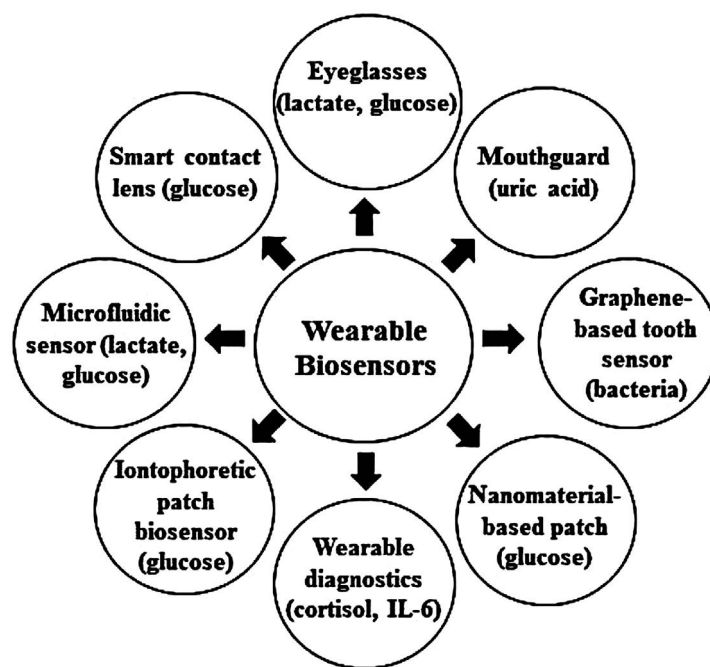 Eyeglasses
(lactate, glucose)
Mouthguard
(uric acid)
Graphene-
based tooth
sensor
(bacteria)
Nanomaterial-
based patch
(glucose)
Wearable
diagnostics
(cortisol, IL-6)
Iontophoretic
patch
biosensor
(glucose)
Microfluidic
sensor (lactate,
glucose)
Smart contact
lens (glucose)
Wearable
Biosensors